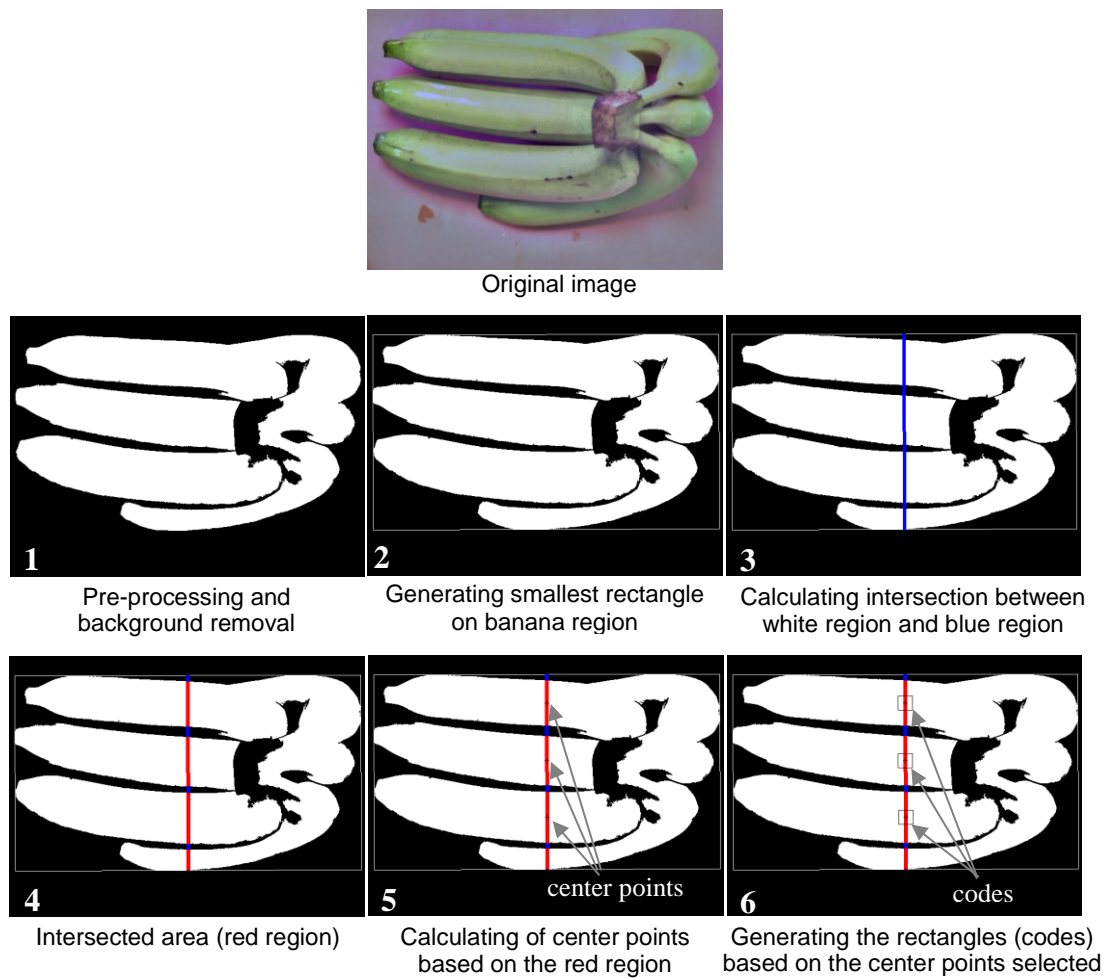 Original image
1
Pre-processing and
background removal
2
Generating smallest rectangle
on banana region
3
Calculating intersection between
white region and blue region
4
Intersected area (red region)
center points
5
Calculating of center points
based on the red region
codes
6
Generating the rectangles (codes)
based on the center points selected